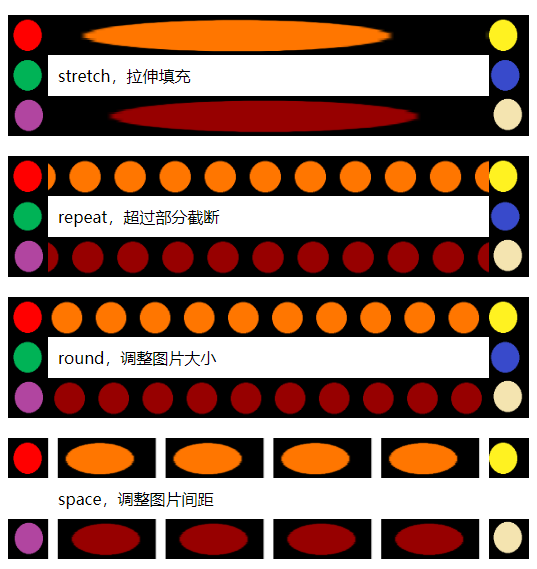 stretch，拉伸填充
repeat，超过部分截断
round，调整图片大小
space，调整图片间距